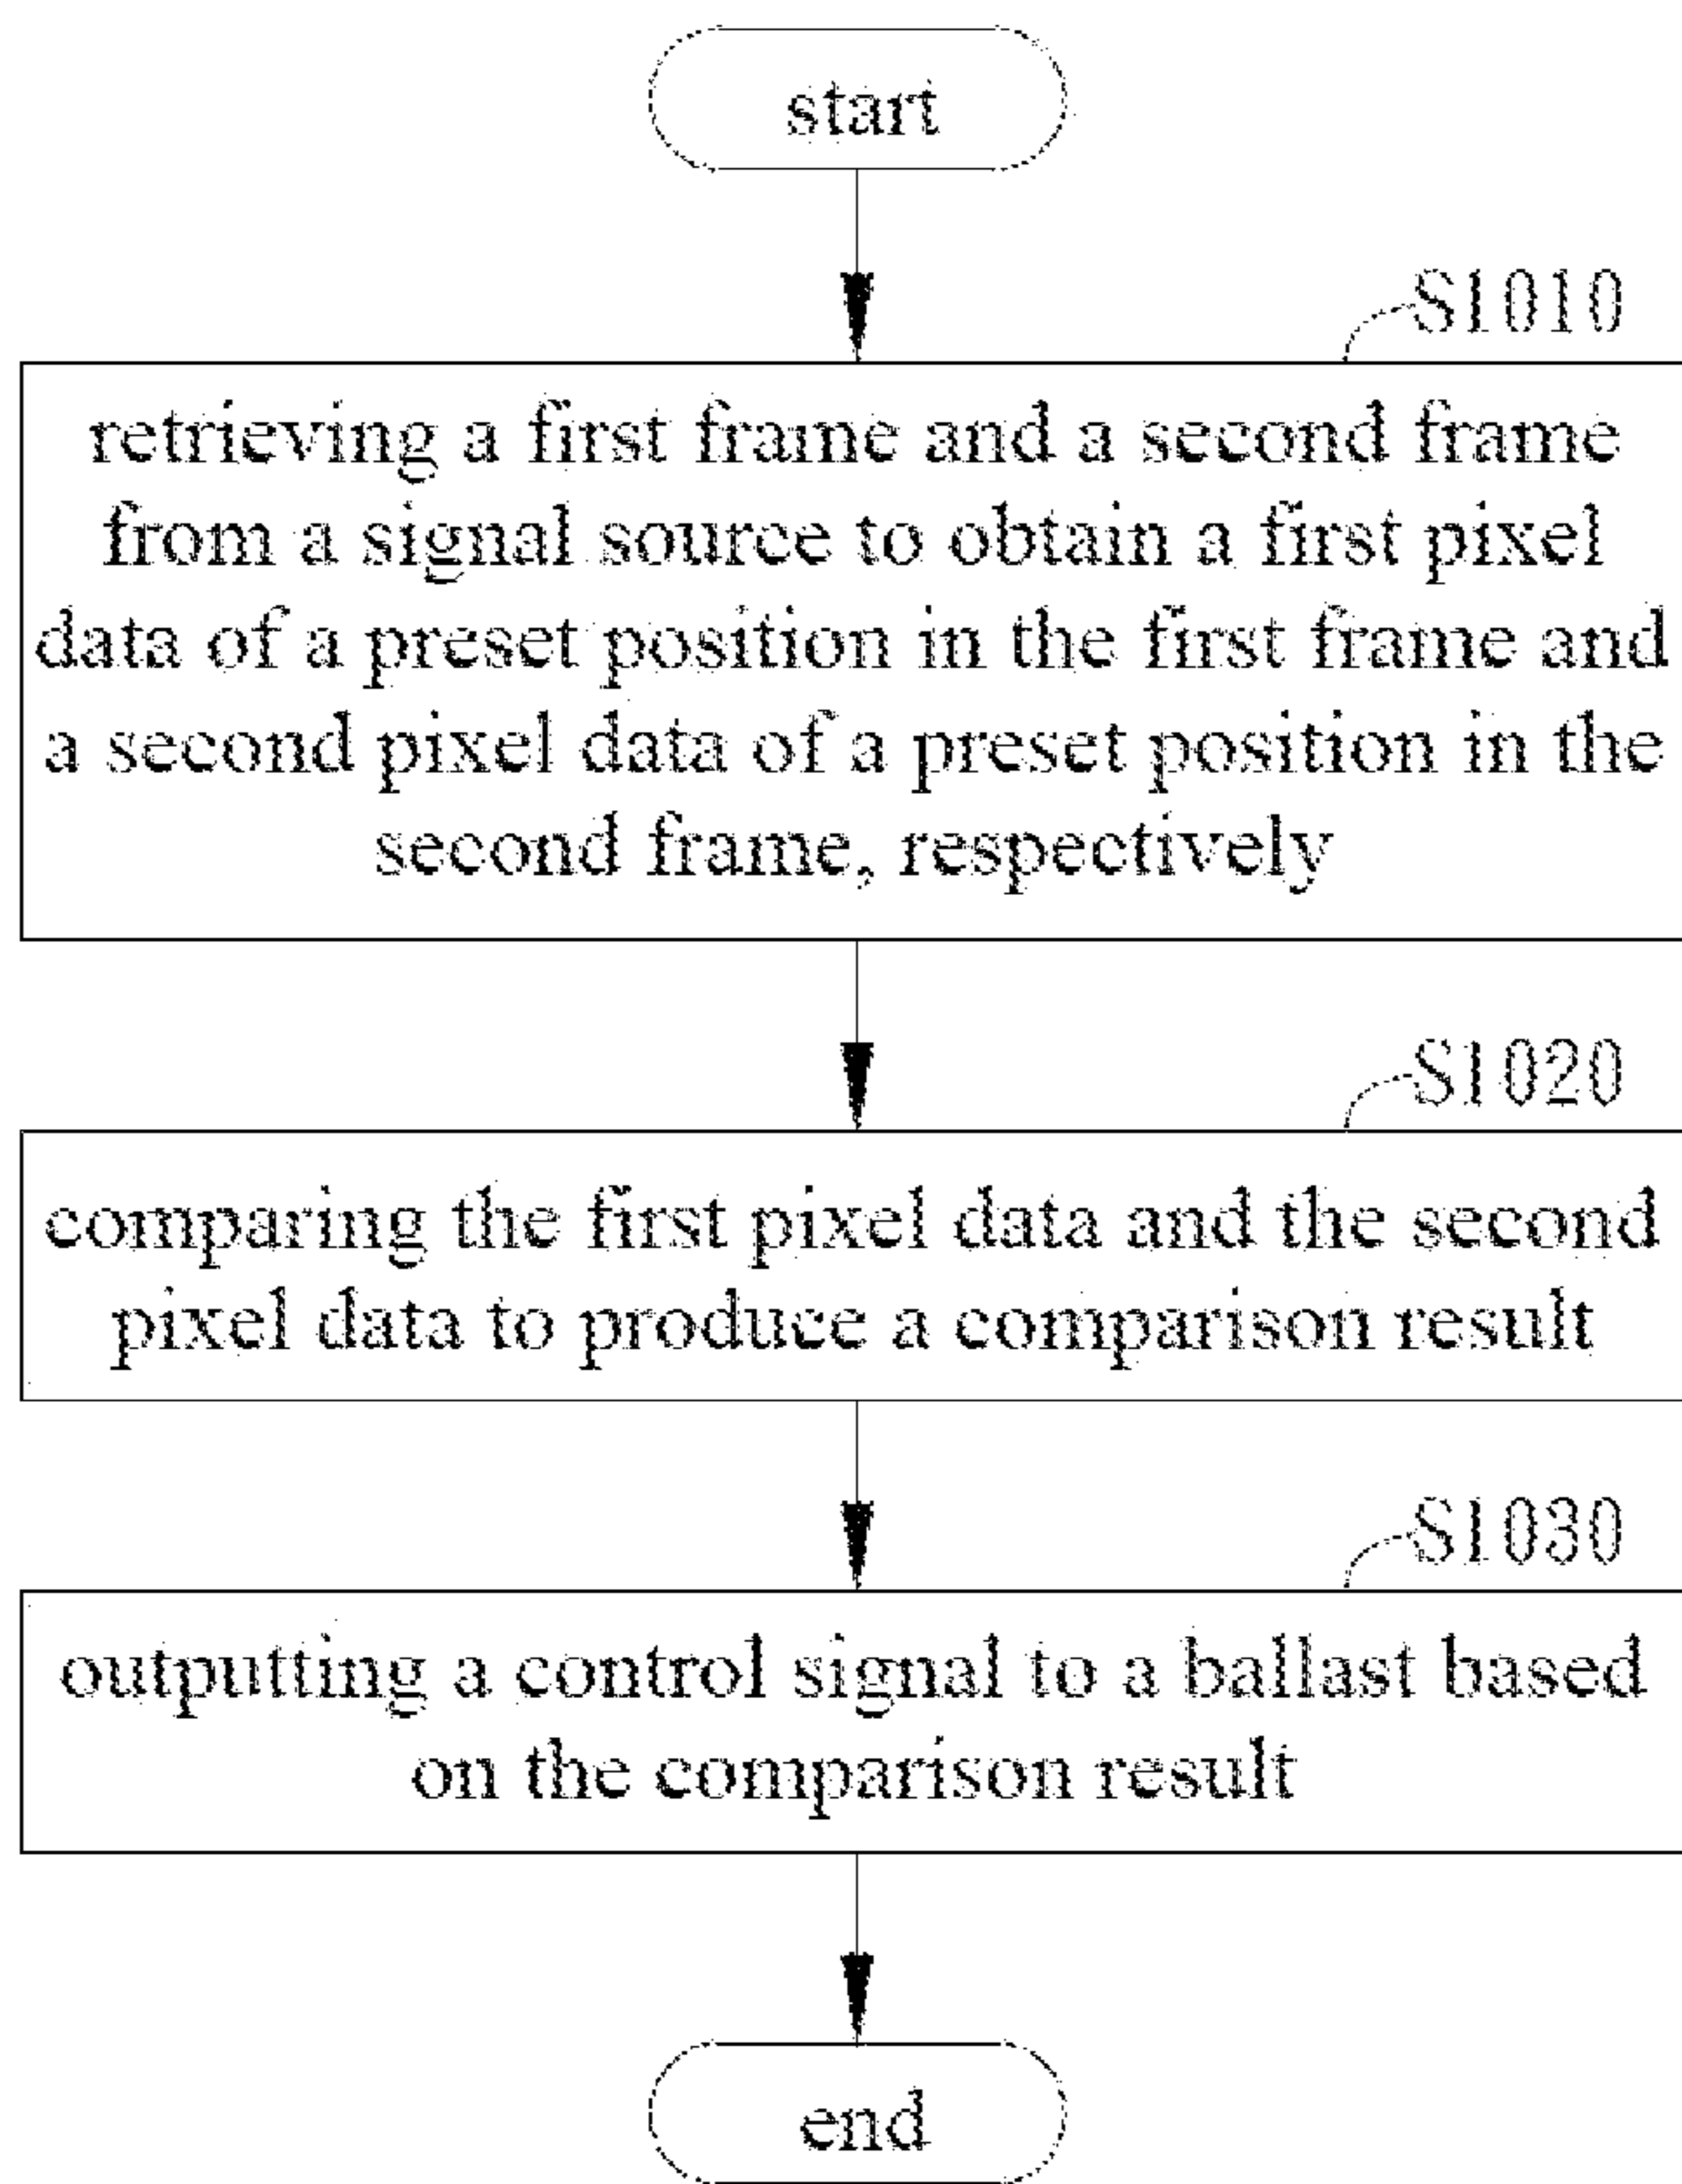 start
S1010
retrieving a first frame and a second frame
from a signal source to obtain a first pixel
data of a preset position in the first frame and
a second pixel data of a preset position in the
second frame, respectively
S1020
comparing the first pixel data and the second
pixel data to produce a comparison result
S1030
outputting a control signal to a ballast based
on the comparison result
end